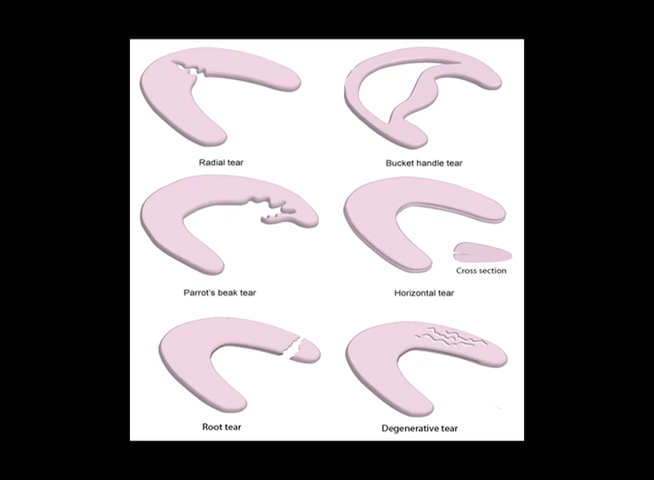 Radial tear
Bucket handle tear
Parrot's beak tear
Cross section
Horizontal tear
Root tear
Degenerative tear